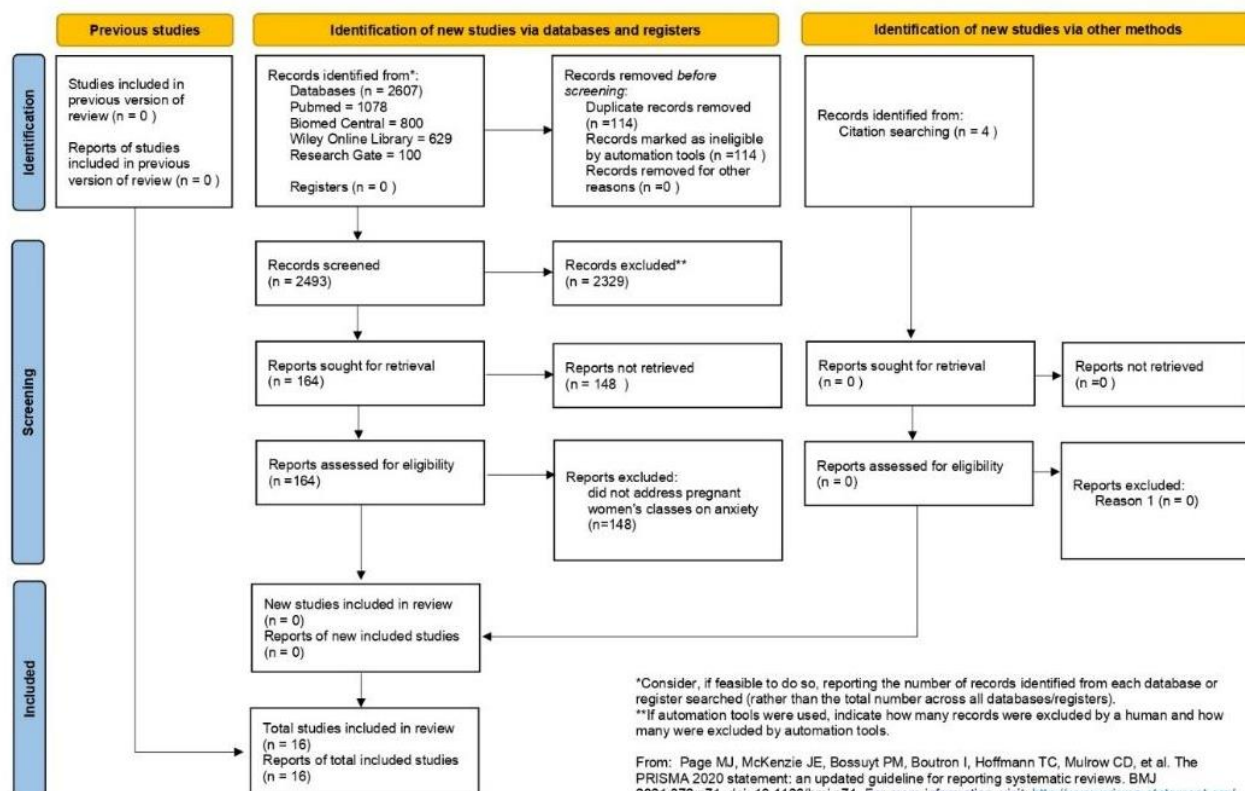 Previous studies
Identification of new studies via databases and registers
Identification of new studies via other methods
Identification
Studies included in
previous version of
review (n = 0 )
Reports of studies
included in previous
version of review (n = 0 )
Records identified from*:
Databases (n = 2607)
Pubmed = 1078
Biomed Central = 800
Wiley Online Library = 629
Research Gate = 100
Registers (n = 0 )
Records removed before
screening:
Duplicate records removed
(n =114)
Records marked as ineligible
by automation tools (n =114 )
Records removed for other
reasons (n =0 )
Records identified from:
Citation searching (n = 4 )
Screening
Records screened
(n = 2493)
Records excluded**
(n = 2329)
Reports sought for retrieval
(n = 164)
Reports not retrieved
(n = 148 )
Reports sought for retrieval
(n = 0 )
Reports not retrieved
(n =0 )
Reports assessed for eligibility
(n =164)
Reports excluded:
did not address pregnant
women's classes on anxiety
(n=148)
Reports assessed for eligibility
(n = 0)
Reports excluded:
Reason 1 (n = 0)
Included
New studies included in review
(n = 0)
Reports of new included studies
(n = 0)
Total studies included in review
(n = 16)
Reports of total included studies
(n = 16)
*Consider, if feasible to do so, reporting the number of records identified from each database or
register searched (rather than the total number across all databases/registers).
**If automation tools were used, indicate how many records were excluded by a human and how
many were excluded by automation tools.
From: Page MJ, McKenzie JE, Bossuyt PM, Boutron I, Hoffmann TC, Mulrow CD, et al. The
PRISMA 2020 statement: an updated guideline for reporting systematic reviews. BMJ